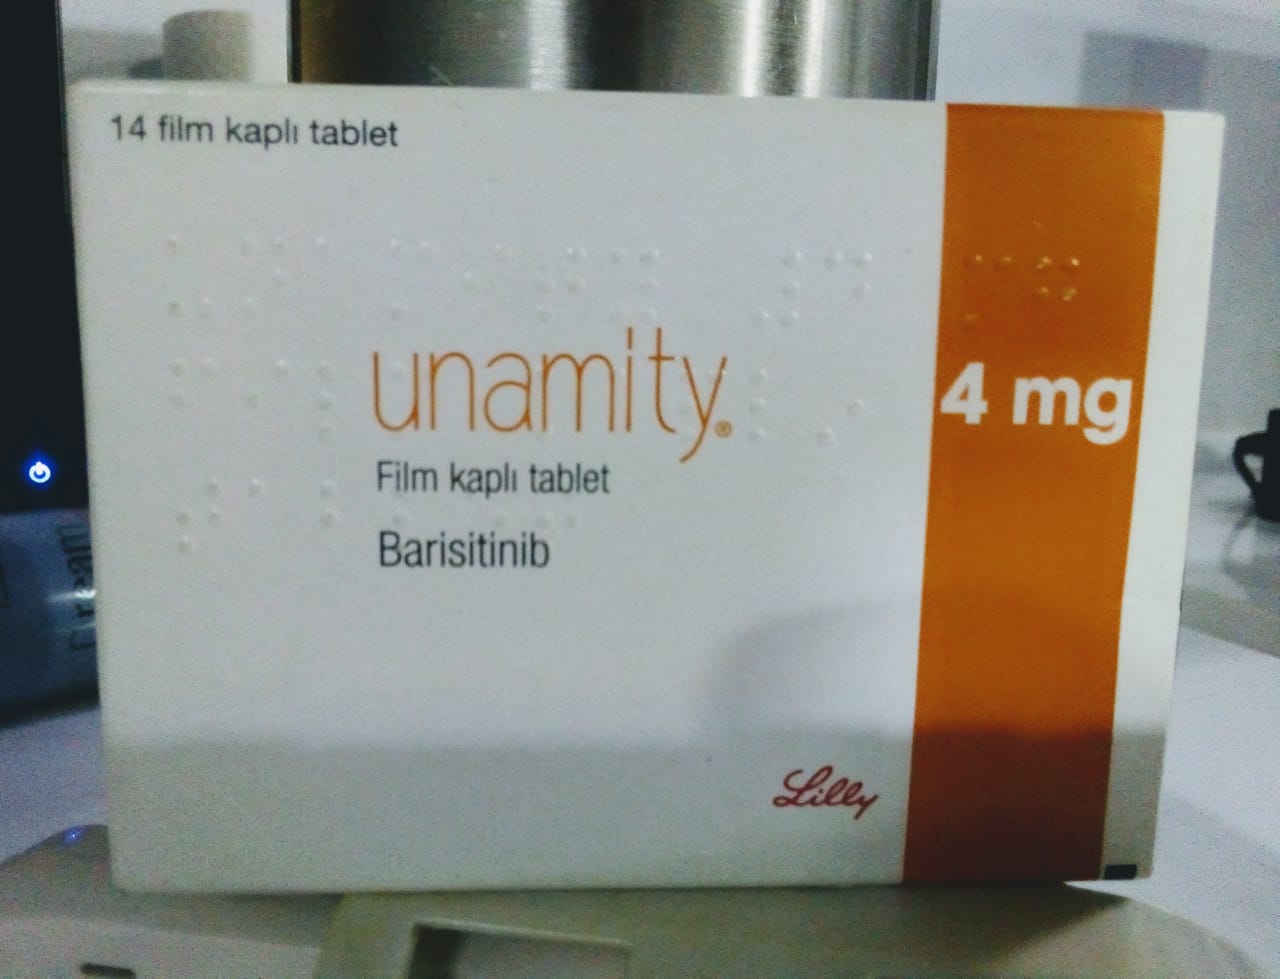 14 film kaplı tablet
unamity®
4 mg
Film kaplı tablet
Barisitinib
Lilly